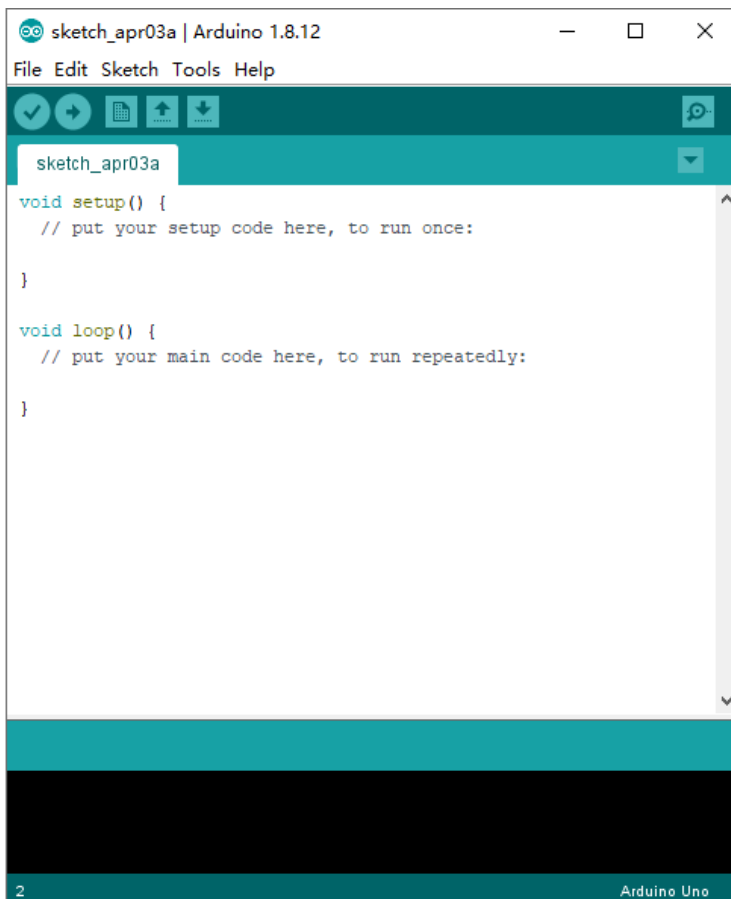 sketch_apr03a | Arduino 1.8.12
File Edit Sketch Tools Help
sketch_apr03a
void setup() {
  // put your setup code here, to run once:
}
void loop() {
  // put your main code here, to run repeatedly:
}
2 Arduino Uno